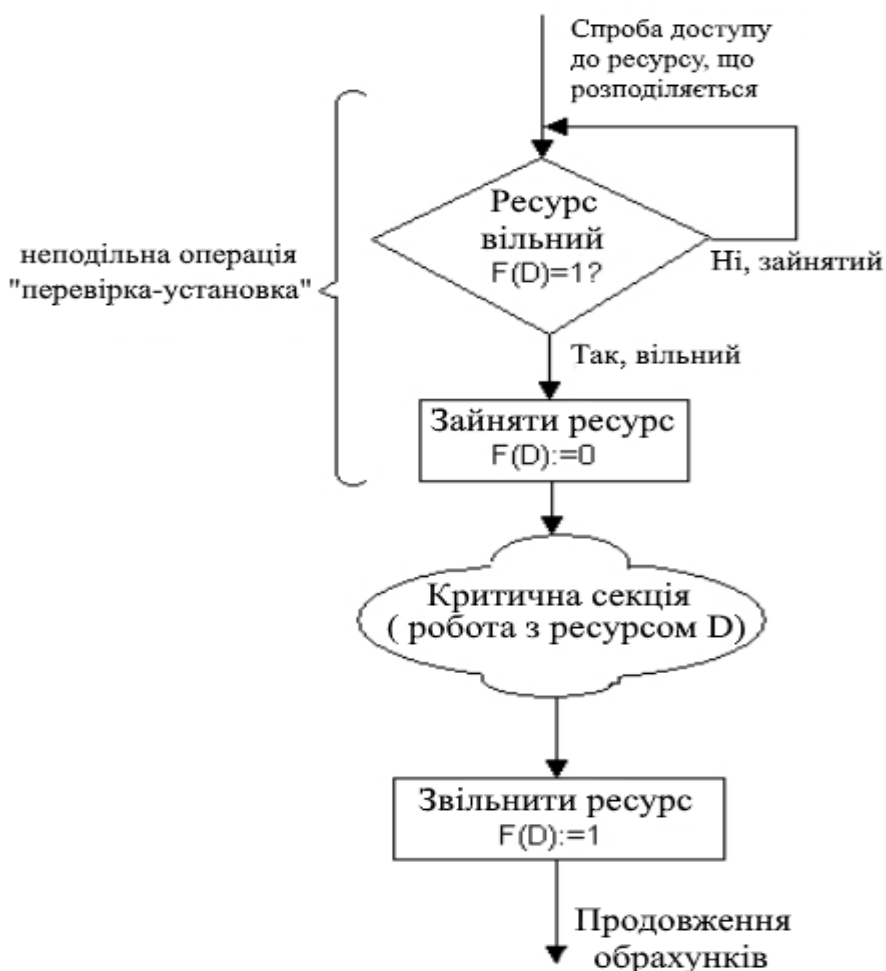 Спроба доступу
до ресурсу, що
розподіляється
Ресурс
вільний
F(D)=1?
Ні, зайнятий
неподільна операція
"перевірка-установка"
Так, вільний
Зайняти ресурс
F(D):=0
Критична секція
( робота з ресурсом D)
Звільнити ресурс
F(D):=1
Продовження
обрахунків